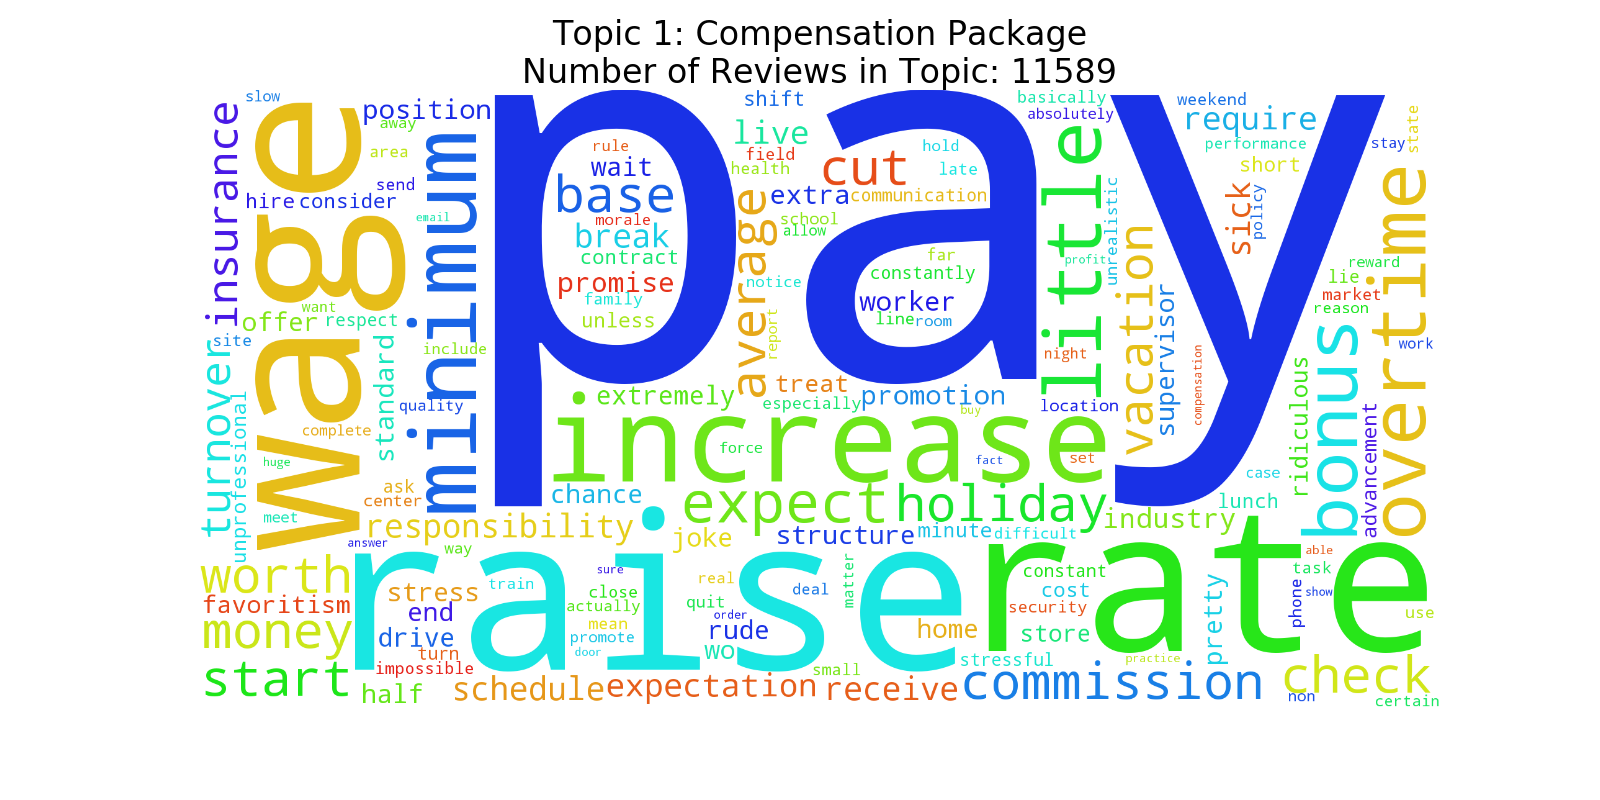 Topic 1: Compensation Package
Number of Reviews in Topic: 11589
slow
position
shift
basically
absolutely
weekend
require
state
away
area
rule
wait
live
field
health
cut
hold
late
performance
short
stay
insurance
wage
minimum
pay
little
overtime
send
hire
consider
email
base
morale
break
contract
promise
family
unless
average
extra
communication
school
allow
far
constantly
notice
worker
line
room
report
unrealistic
profit
sick
policy
vacation
supervisor
compensation
reward
lie
market
reason
work
want
offer
respect
site
include
standard
quality
turnover
unprofessional
complete
huge
night
treat
extremely
especially
promotion
buy
location
increase
force
fact
set
ridiculous
bonus
advancement
case
lunch
ask
center
meet
chance
expect
holiday
industry
responsibility
answer
way
joke
structure
minute
difficult
raise
rate
worth
favoritism
money
start
stress
train
end
drive
turn
impossible
half
sure
close
actually
mean
promote
door
real
quit
order
rude
wo
deal
matter
small
home
constant
cost
security
store
stressful
practice
pretty
able
task
phone
show
use
schedule
expectation
receive
commission
check
non
certain